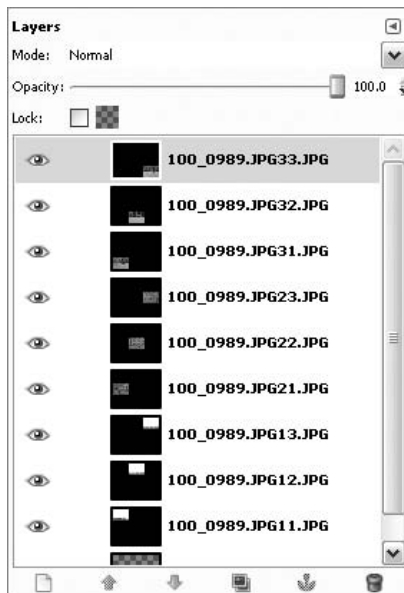 Layers
Mode: Normal
Opacity: 100.0
Lock:
100_0989.JPG33.JPG
100_0989.JPG32.JPG
100_0989.JPG31.JPG
100_0989.JPG23.JPG
100_0989.JPG22.JPG
100_0989.JPG21.JPG
100_0989.JPG13.JPG
100_0989.JPG12.JPG
100_0989.JPG11.JPG